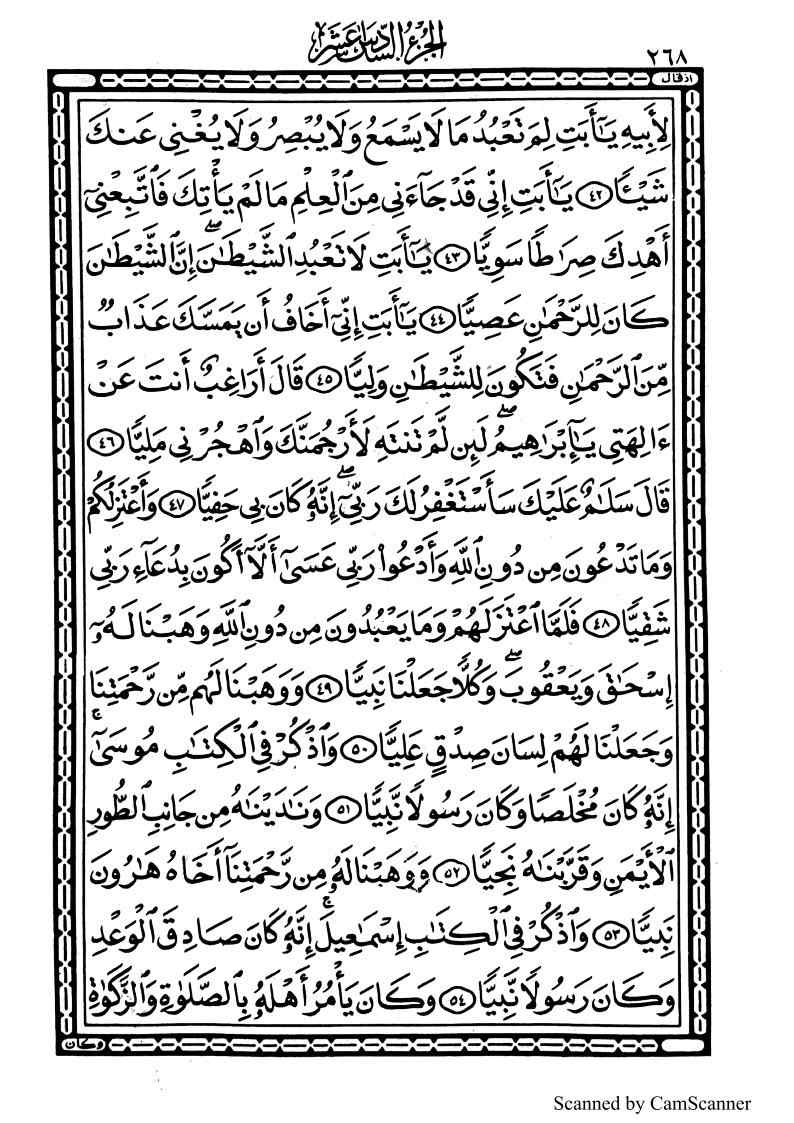 الجزء السادس عشر
٢٦٨
اذقال
لِأَبِيهِ يَـٰٓأَبَتِ لِمَ تَعْبُدُ مَا لَا يَسْمَعُ وَلَا يُبْصِرُ وَلَا يُغْنِى عَنكَ
شَيْـًٔا ٤٢ يَـٰٓأَبَتِ إِنِّى قَدْ جَآءَنِى مِنَ ٱلْعِلْمِ مَا لَمْ يَأْتِكَ فَٱتَّبِعْنِىٓ
أَهْدِكَ صِرَٰطًا سَوِيًّا ٤٣ يَـٰٓأَبَتِ لَا تَعْبُدِ ٱلشَّيْطَـٰنَ ۖ إِنَّ ٱلشَّيْطَـٰنَ
كَانَ لِلرَّحْمَـٰنِ عَصِيًّا ٤٤ يَـٰٓأَبَتِ إِنِّىٓ أَخَافُ أَن يَمَسَّكَ عَذَابٌ
مِّنَ ٱلرَّحْمَـٰنِ فَتَكُونَ لِلشَّيْطَـٰنِ وَلِيًّا ٤٥ قَالَ أَرَاغِبٌ أَنتَ عَنْ
ءَالِهَتِى يَـٰٓإِبْرَٰهِيمُ ۖ لَئِن لَّمْ تَنتَهِ لَأَرْجُمَنَّكَ وَٱهْجُرْنِى مَلِيًّا ٤٦
قَالَ سَلَـٰمٌ عَلَيْكَ سَأَسْتَغْفِرُ لَكَ رَبِّىٓ ۖ إِنَّهُۥ كَانَ بِى حَفِيًّا ٤٧ وَأَعْتَزِلُكُمْ
وَمَا تَدْعُونَ مِن دُونِ ٱللَّهِ وَأَدْعُوا۟ رَبِّى عَسَىٰٓ أَلَّآ أَكُونَ بِدُعَآءِ رَبِّى
شَقِيًّا ٤٨ فَلَمَّا ٱعْتَزَلَهُمْ وَمَا يَعْبُدُونَ مِن دُونِ ٱللَّهِ وَهَبْنَا لَهُۥٓ
إِسْحَـٰقَ وَيَعْقُوبَ ۖ وَكُلًّا جَعَلْنَا نَبِيًّا ٤٩ وَوَهَبْنَا لَهُم مِّن رَّحْمَتِنَا
وَجَعَلْنَا لَهُمْ لِسَانَ صِدْقٍ عَلِيًّا ٥٠ وَٱذْكُرْ فِى ٱلْكِتَـٰبِ مُوسَىٰٓ ۚ
إِنَّهُۥ كَانَ مُخْلَصًا وَكَانَ رَسُولًا نَّبِيًّا ٥١ وَنَـٰدَيْنَـٰهُ مِن جَانِبِ ٱلطُّورِ
ٱلْأَيْمَنِ وَقَرَّبْنَـٰهُ نَجِيًّا ٥٢ وَوَهَبْنَا لَهُۥ مِن رَّحْمَتِنَآ أَخَاهُ هَـٰرُونَ
نَبِيًّا ٥٣ وَٱذْكُرْ فِى ٱلْكِتَـٰبِ إِسْمَـٰعِيلَ ۚ إِنَّهُۥ كَانَ صَادِقَ ٱلْوَعْدِ
وَكَانَ رَسُولًا نَّبِيًّا ٥٤ وَكَانَ يَأْمُرُ أَهْلَهُۥ بِٱلصَّلَوٰةِ وَٱلزَّكَوٰةِ
وكان
Scanned by CamScanner